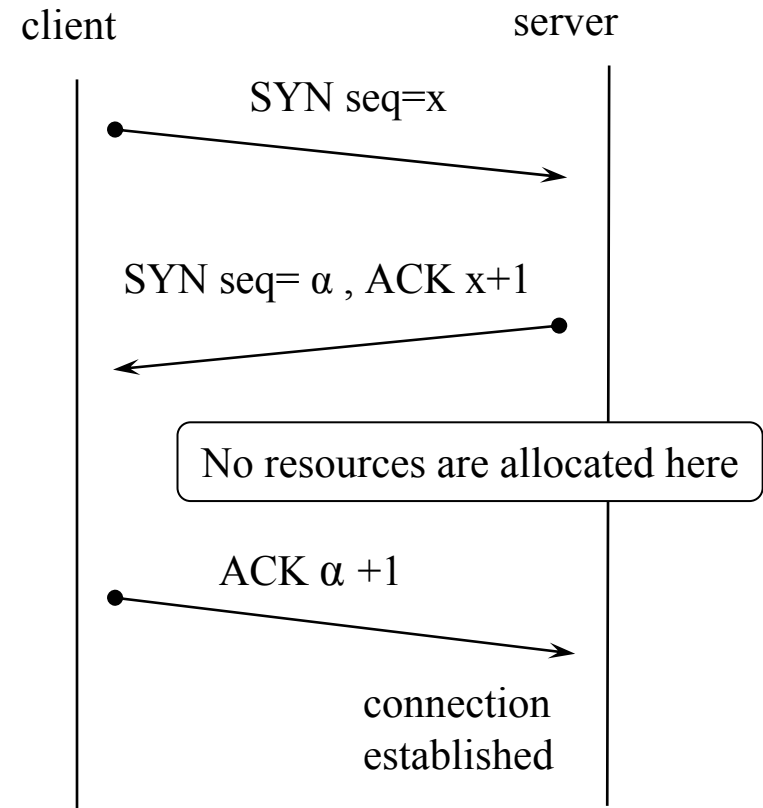 client
server
SYN seq=x
SYN seq= α , ACK x+1
No resources are allocated here
ACK α +1
connection
established